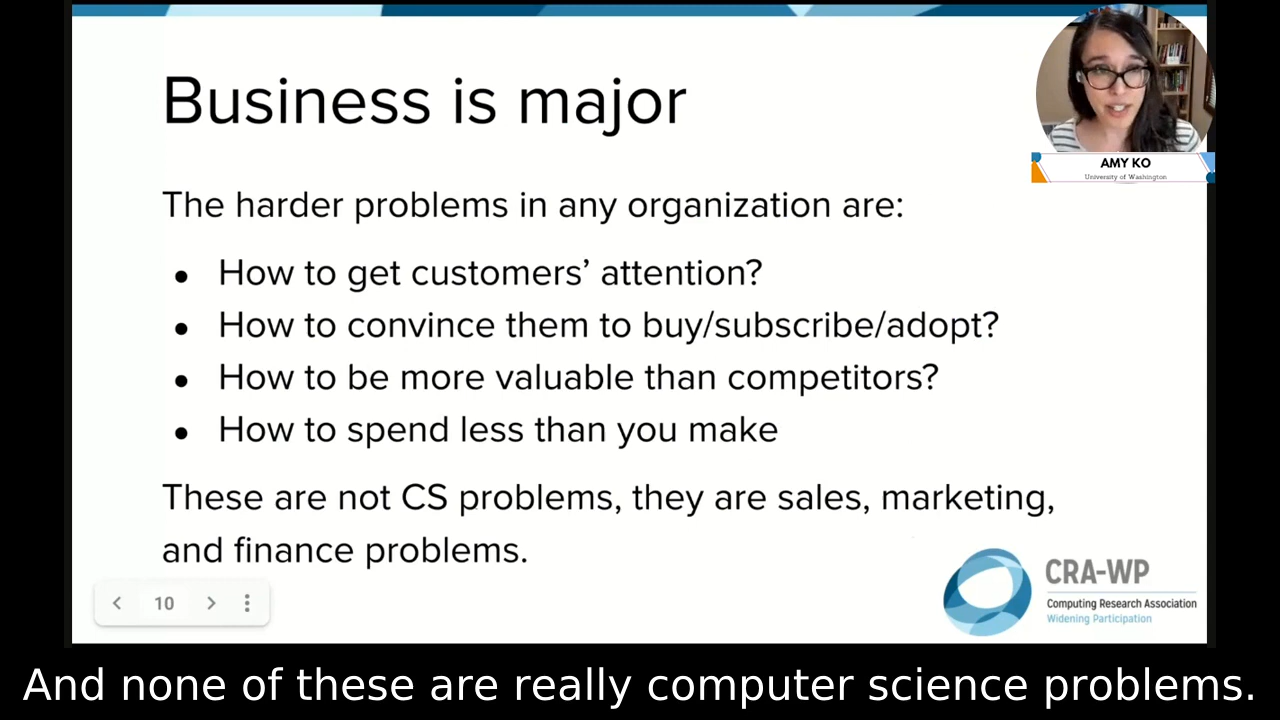 Business is major
AMY KO
University of Washington
The harder problems in any organization are:
• How to get customers’ attention?
• How to convince them to buy/subscribe/adopt?
• How to be more valuable than competitors?
• How to spend less than you make
These are not CS problems, they are sales, marketing,
and finance problems.
10
CRA-WP
Computing Research Association
Widening Participation
And none of these are really computer science problems.